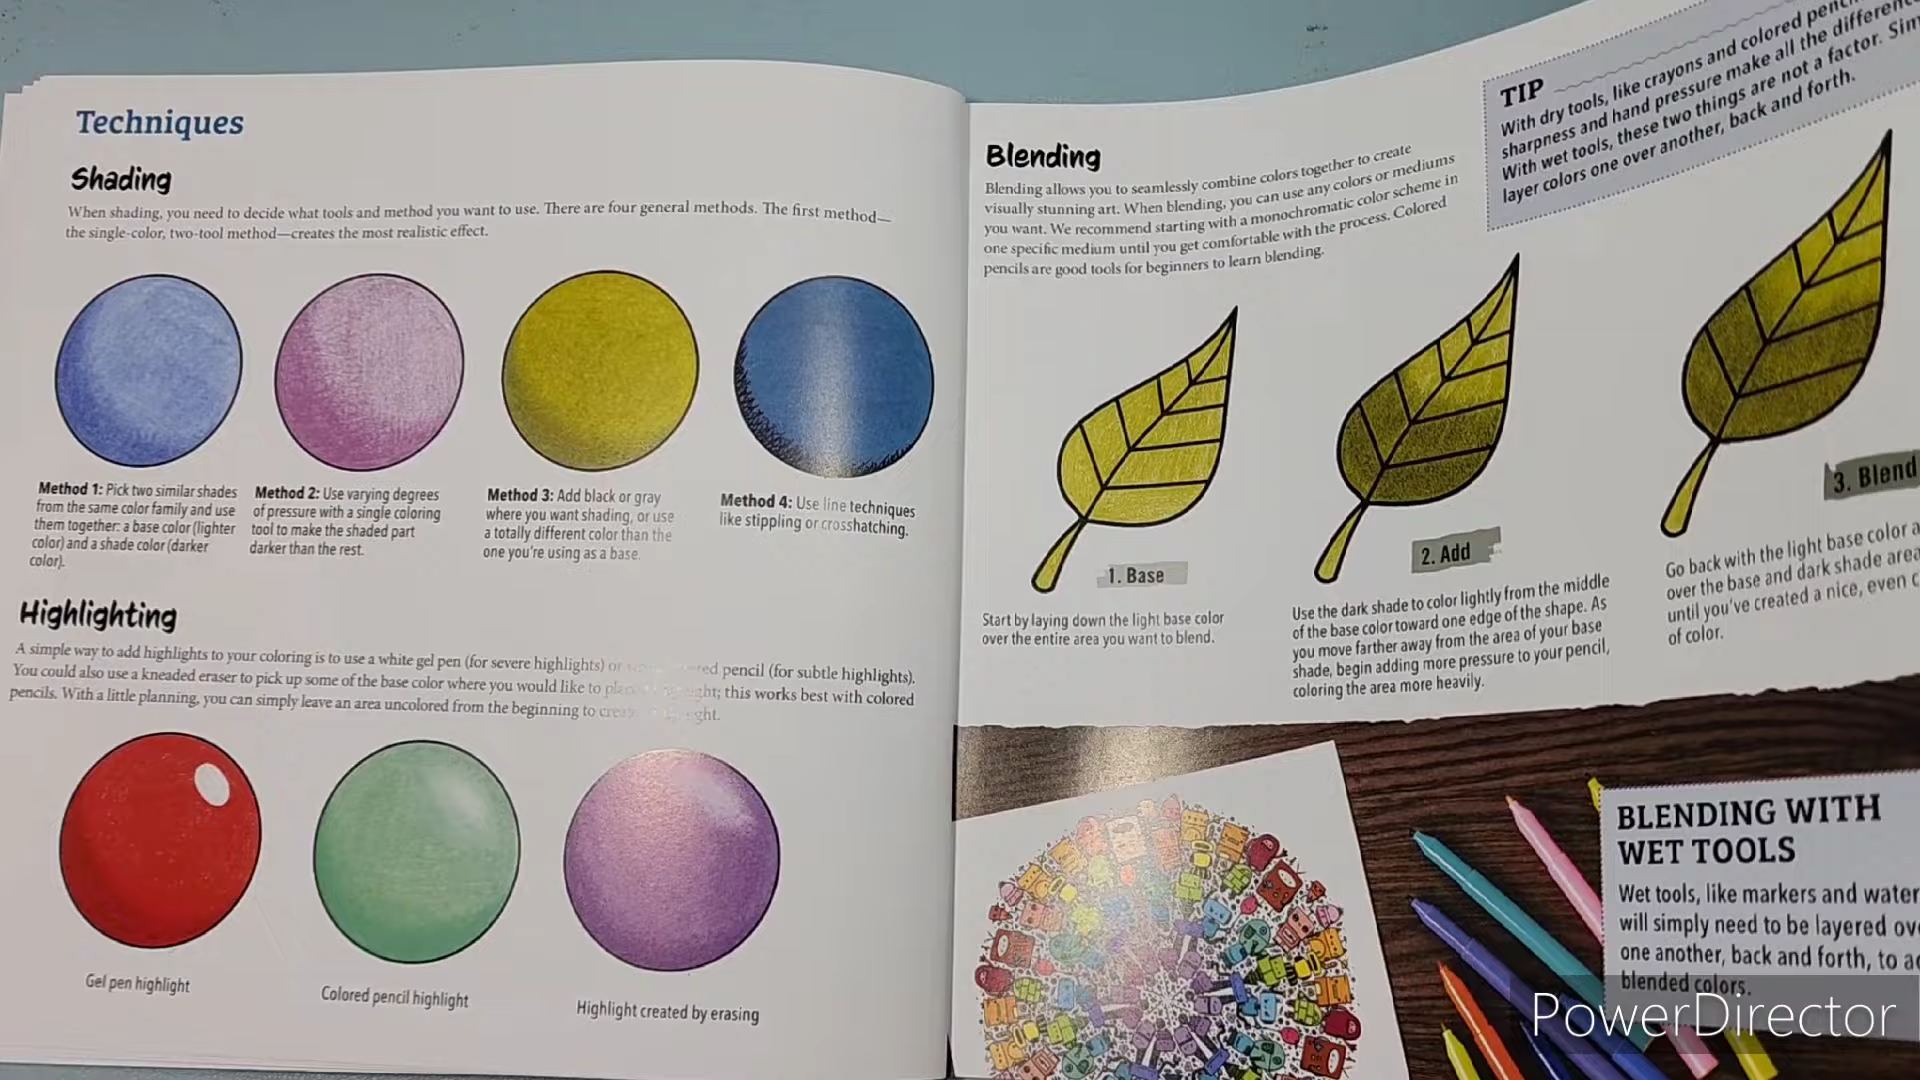 Techniques
Shading
When shading, you need to decide what tools and method you want to use. There are four general methods. The first method—
the single-color, two-tool method—creates the most realistic effect.
Method 1: Pick two similar shades
from the same color family and use
them together: a base color (lighter
color) and a shade color (darker
color).
Method 2: Use varying degrees
of pressure with a single coloring
tool to make the shaded part
darker than the rest.
Method 3: Add black or gray
where you want shading, or use
a totally different color than the
one you're using as a base.
Method 4: Use line techniques
like stippling or crosshatching.
Highlighting
A simple way to add highlights to your coloring is to use a white gel pen (for severe highlights) or pencil (for subtle highlights).
You could also use a kneaded eraser to pick up some of the base color where you would like to this works best with colored
pencils. With a little planning, you can simply leave an area uncolored from the beginning to
Gel pen highlight
Colored pencil highlight
Highlight created by erasing
Blending
Blending allows you to seamlessly combine colors together to create
visually stunning art. When blending, you can use any colors or mediums
you want. We recommend starting with a monochromatic color scheme in
one specific medium until you get comfortable with the process. Colored
pencils are good tools for beginners to learn blending.
TIP
With dry tools, like crayons and colored
sharpness and hand pressure make all the
With wet tools, these two things are not a factor.
layer colors one over another, back and forth.
1. Base
Start by laying down the light base color
over the entire area you want to blend.
2. Add
Use the dark shade to color lightly from the middle
of the base color toward one edge of the shape. As
you move farther away from the area of your base
shade, begin adding more pressure to your pencil,
coloring the area more heavily.
3. Blend
Go back with the light base color
over the base and dark shade
until you've created a nice, even
of color.
BLENDING WITH
WET TOOLS
Wet tools, like markers and
will simply need to be layered
one another, back and forth, to
blended colors.
PowerDirector